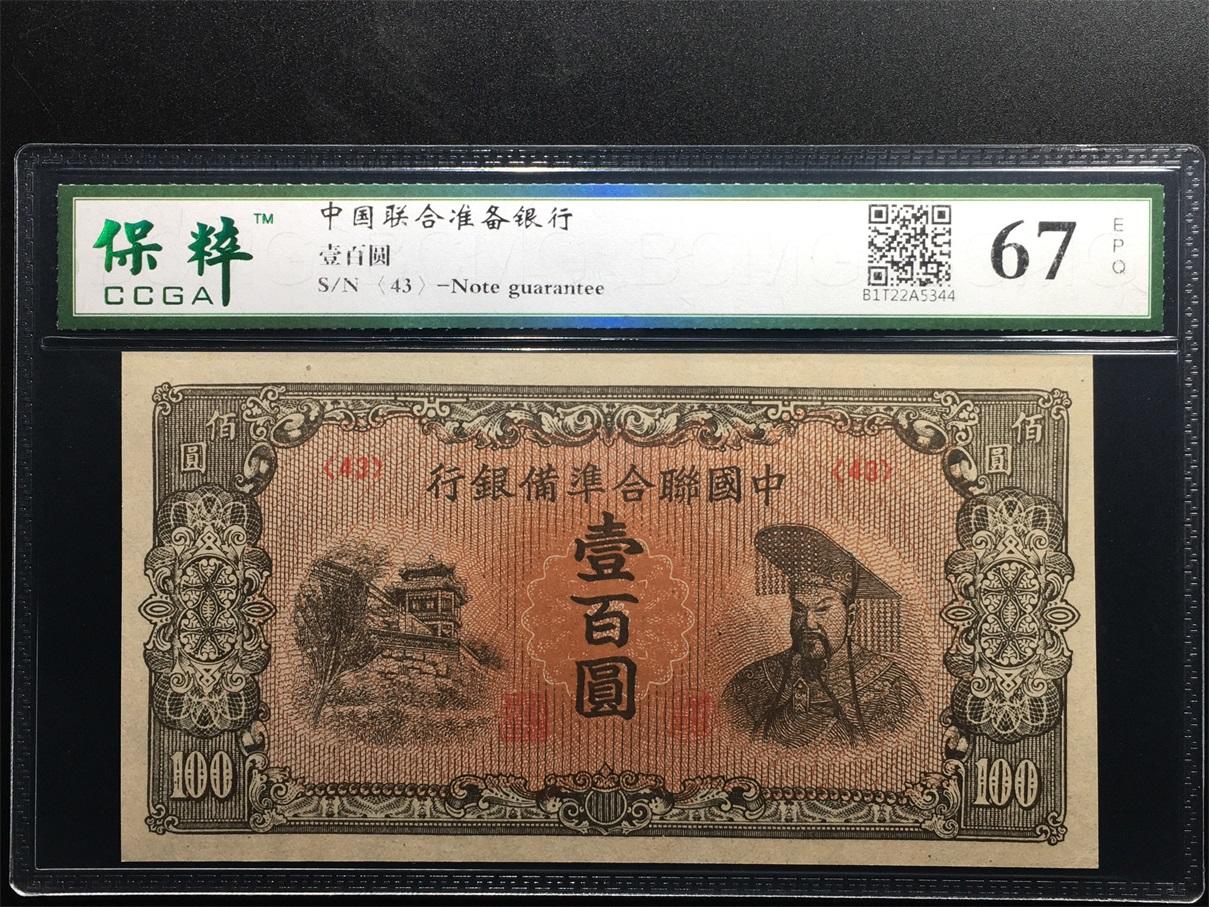 保粹™
CCGA
中国联合准备银行
壹百圆
S/N〈43〉-Note guarantee
B1T22A5344
67
EPQ
佰圓
佰圓
〈43〉
〈43〉
行銀備準合聯國中
壹百圓
100
100